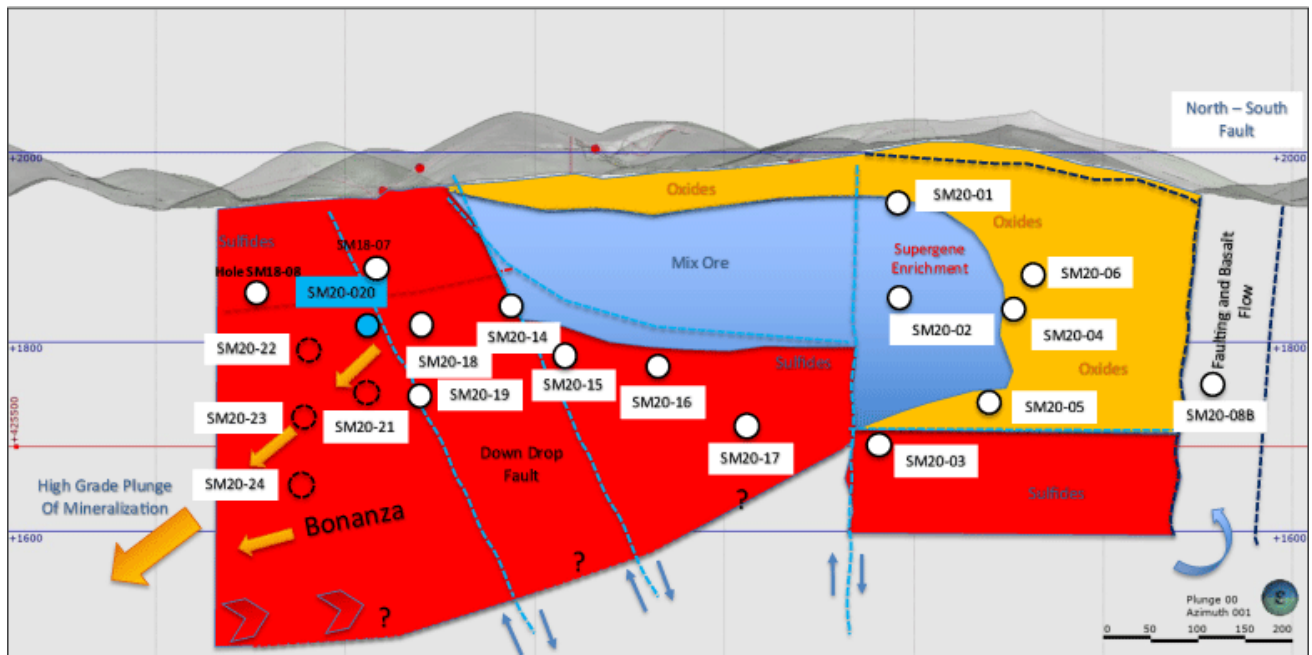 North – South
Fault
+2000
+2000
Oxides
SM20-01
Oxides
Sulfides
SM18-07
Hole SM18-08
SM20-020
Mix Ore
Supergene
Enrichment
SM20-06
Faulting and Basalt
Flow
SM20-14
SM20-02
SM20-04
+1800
+1800
SM20-22
SM20-18
SM20-15
Sulfides
Oxides
SM20-19
SM20-16
SM20-05
SM20-08B
SM20-23
SM20-21
+425500
SM20-17
SM20-03
Down Drop
Fault
SM20-24
High Grade Plunge
Of Mineralization
Sulfides
?
Bonanza
+1600
+1600
?
?
Plunge 00
Azimuth 001
0 50 100 150 200